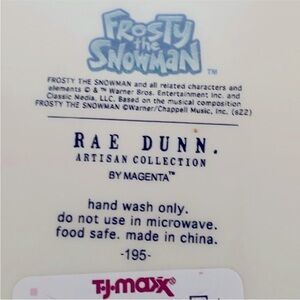 FROSTY
the
SNOWMAN™
FROSTY THE SNOWMAN and all related characters and
elements © & ™ Warner Bros. Entertainment Inc. and
Classic Media, LLC. Based on the musical composition
FROSTY THE SNOWMAN ©Warner/Chappell Music, Inc. (s22)
RAE DUNN.
ARTISAN COLLECTION
BY MAGENTA™
hand wash only.
do not use in microwave.
food safe. made in china.
-195-
T•J•maxx®